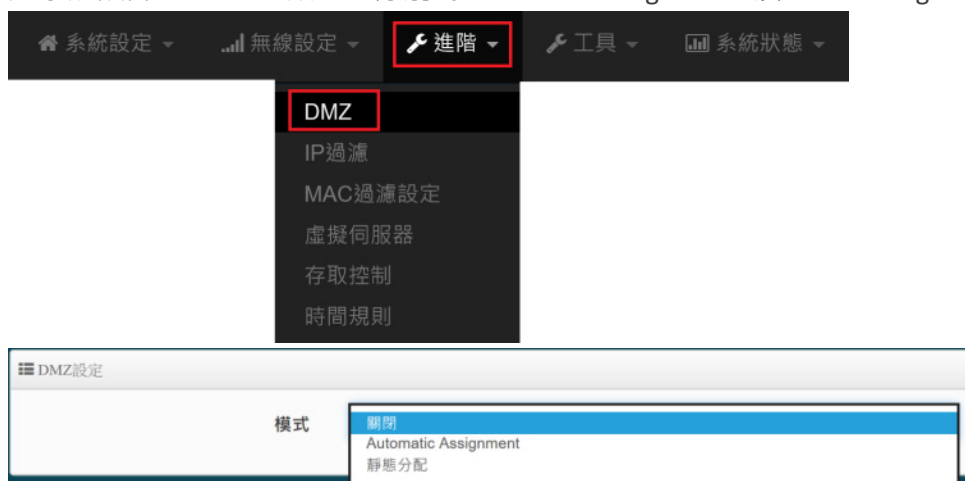 系統設定 無線設定 進階 工具 系統狀態
DMZ
IP過濾
MAC過濾設定
虛擬伺服器
存取控制
時間規則
DMZ設定
模式 關閉
Automatic Assignment
靜態分配